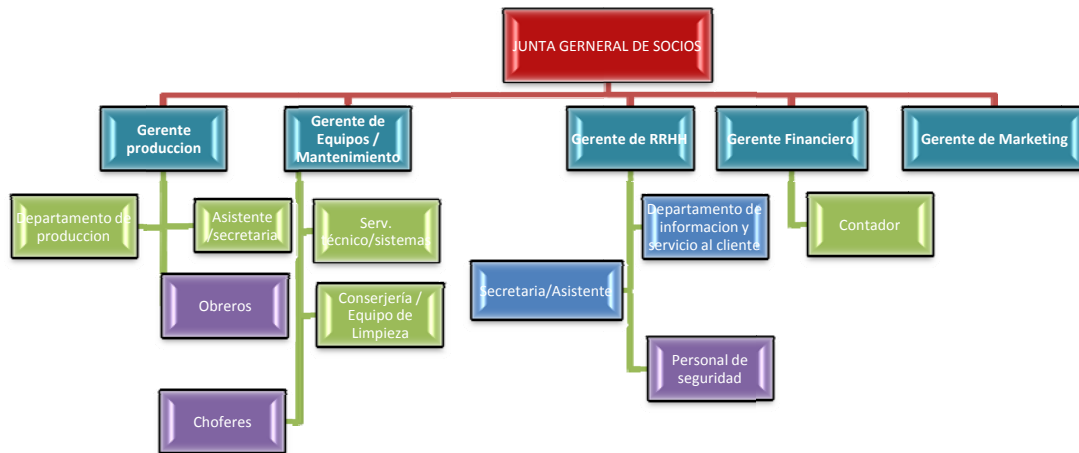 JUNTA GERNERAL DE SOCIOS
Gerente
produccion
Gerente de
Equipos /
Mantenimiento
Gerente de RRHH
Gerente Financiero
Gerente de Marketing
Departamento de
produccion
Asistente
/secretaria
Serv.
técnico/sistemas
Departamento de
informacion y
servicio al cliente
Contador
Obreros
Conserjería /
Equipo de
Limpieza
Secretaria/Asistente
Personal de
seguridad
Choferes